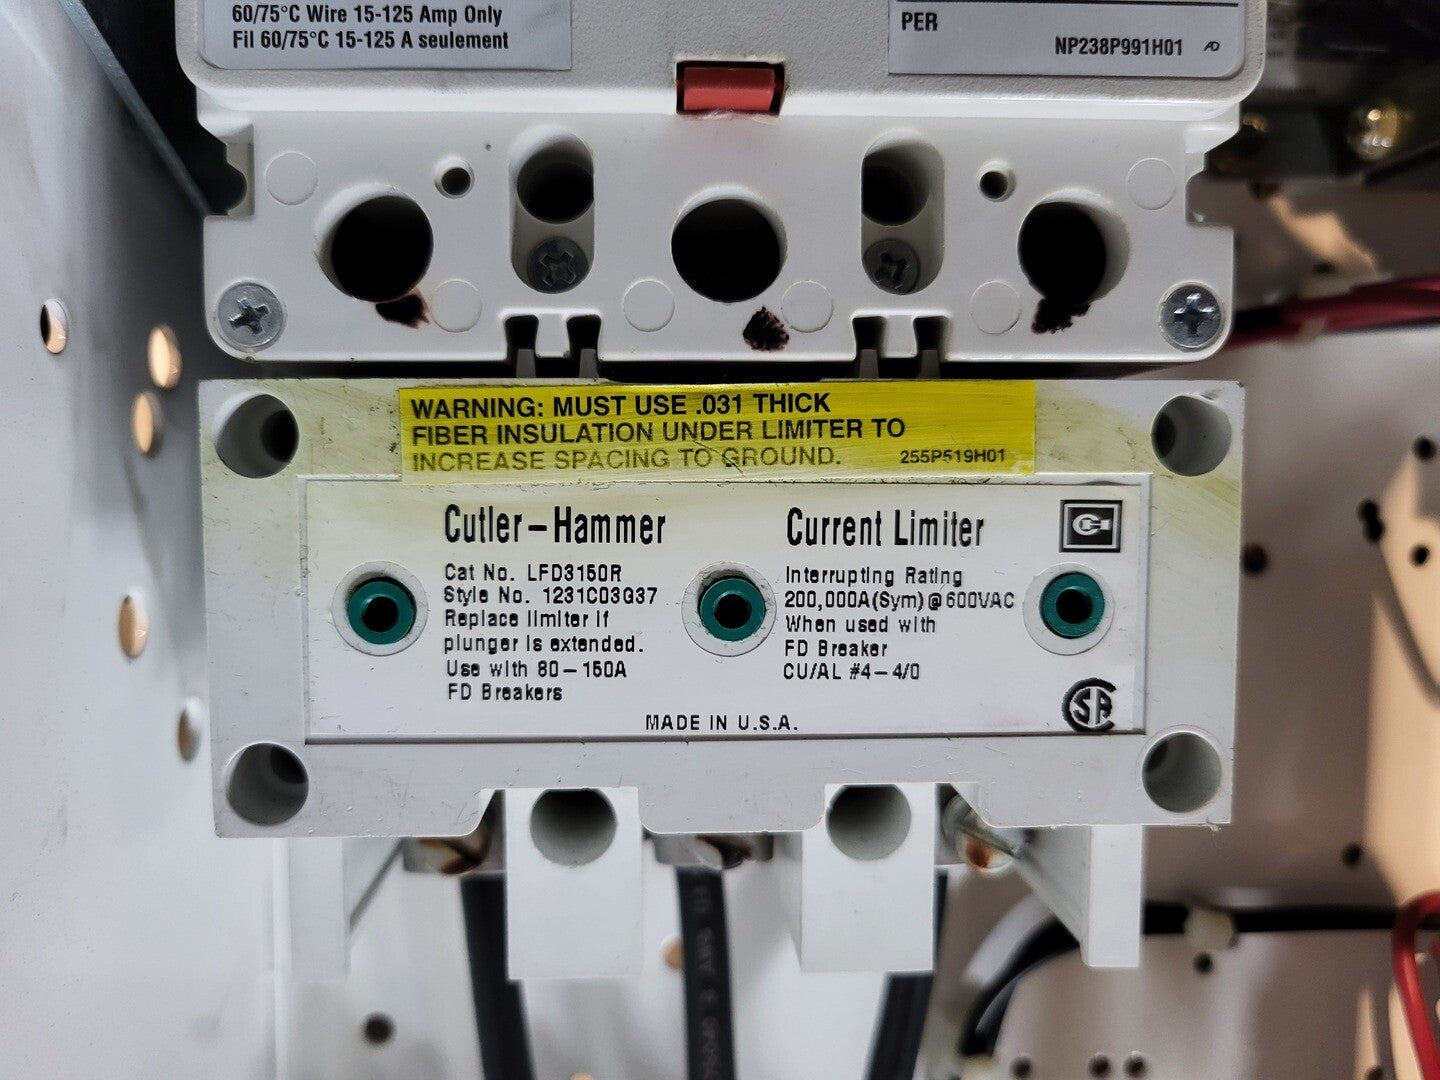 60/75°C Wire 15-125 Amp Only
Fil 60/75°C 15-125 A seulement
PER
NP238P991H01
WARNING: MUST USE .031 THICK
FIBER INSULATION UNDER LIMITER TO
INCREASE SPACING TO GROUND. 255P519H01
Cutler-Hammer
Cat No. LFD3150R
Style No. 1231C03G37
Replace limiter if
plunger is extended.
Use with 80-150A
FD Breakers
Current Limiter
Interrupting Rating
200,000A(Sym)@600VAC
When used with
FD Breaker
CU/AL #4-4/0
MADE IN U.S.A.